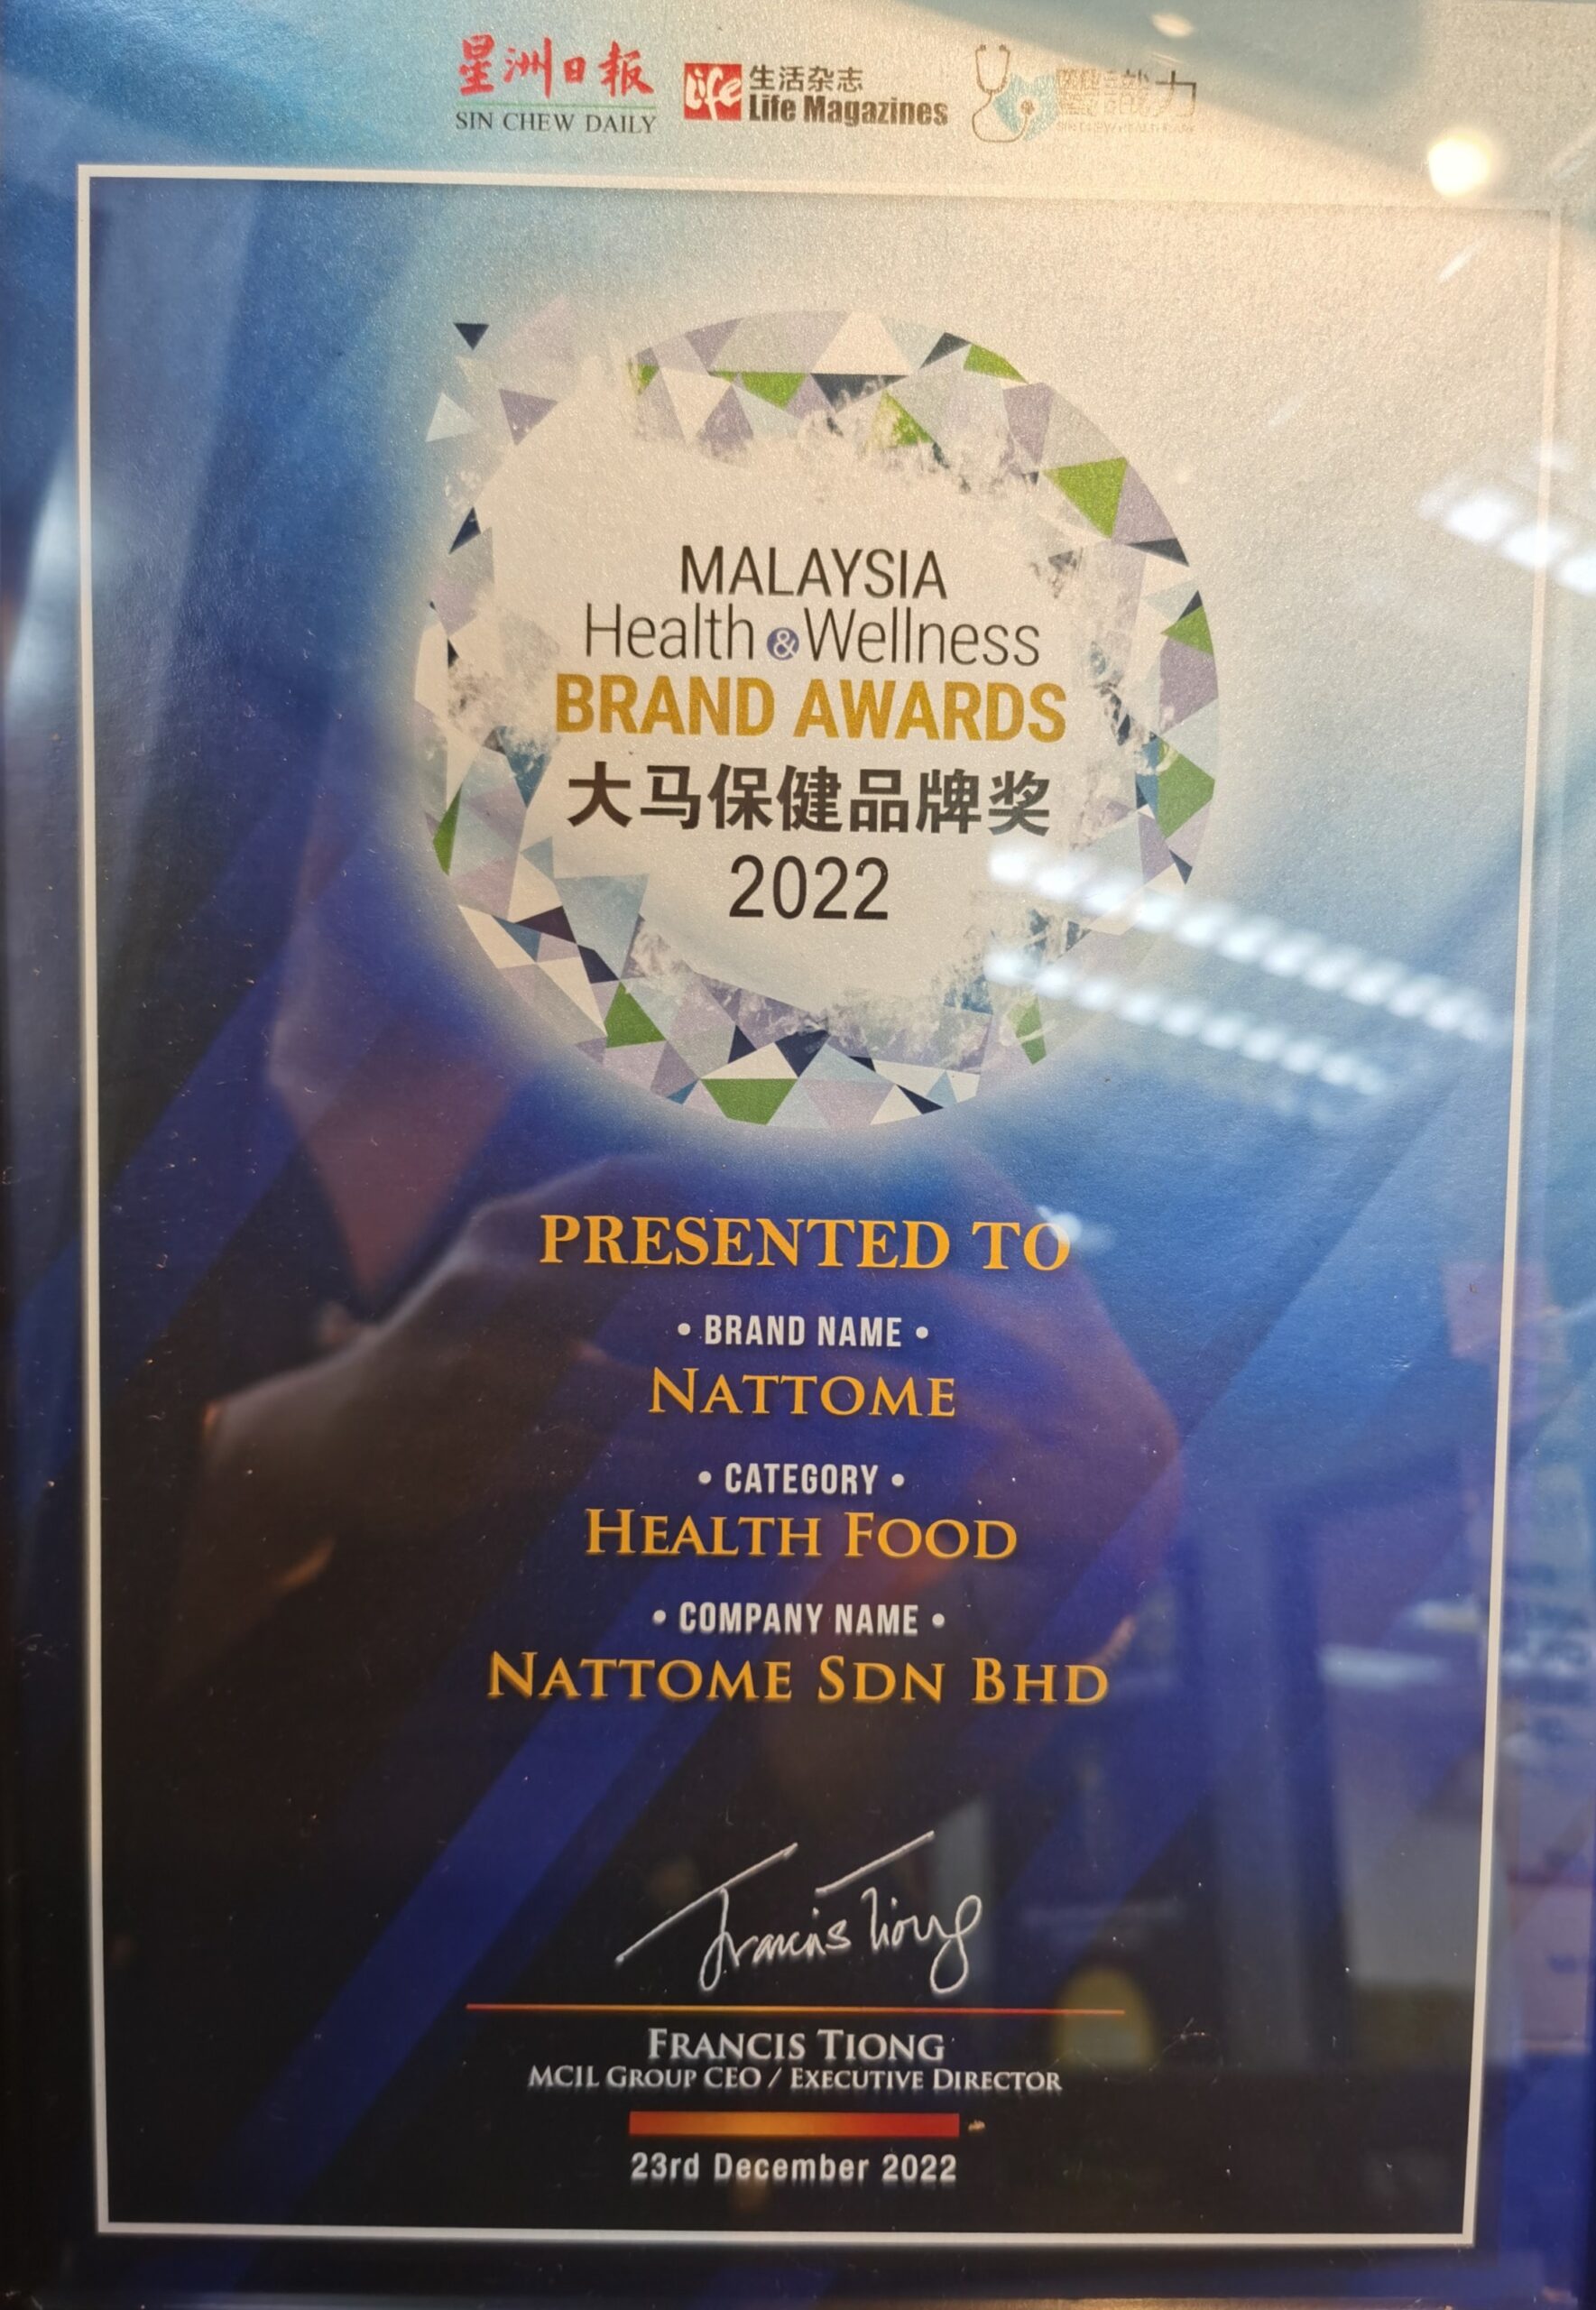 星洲日报
SIN CHEW DAILY
Life
生活杂志
Life Magazines
MALAYSIA
Health & Wellness
BRAND AWARDS
大马保健品牌奖
2022
PRESENTED TO
• BRAND NAME •
NATTOME
• CATEGORY •
HEALTH FOOD
• COMPANY NAME •
NATTOME SDN BHD
Francis Tiong
FRANCIS TIONG
MCIL GROUP CEO / EXECUTIVE DIRECTOR
23rd December 2022